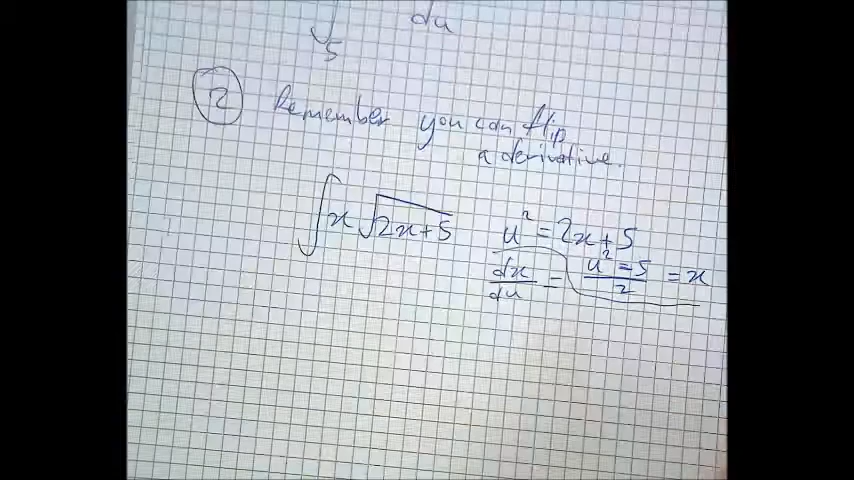 ∫₅ du
② Remember you can flip
a derivative.
∫x√(2x+5) u² = 2x+5
dx/du = (u²-5)/2 = x